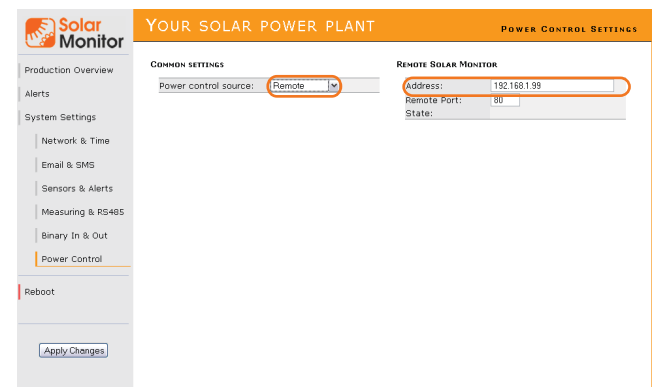 Solar
Monitor
YOUR SOLAR POWER PLANT
POWER CONTROL SETTINGS
Production Overview
Alerts
System Settings
Network & Time
Email & SMS
Sensors & Alerts
Measuring & RS485
Binary In & Out
Power Control
Reboot
Apply Changes
COMMON SETTINGS
Power control source: Remote
REMOTE SOLAR MONITOR
Address: 192.168.1.99
Remote Port: 80
State: